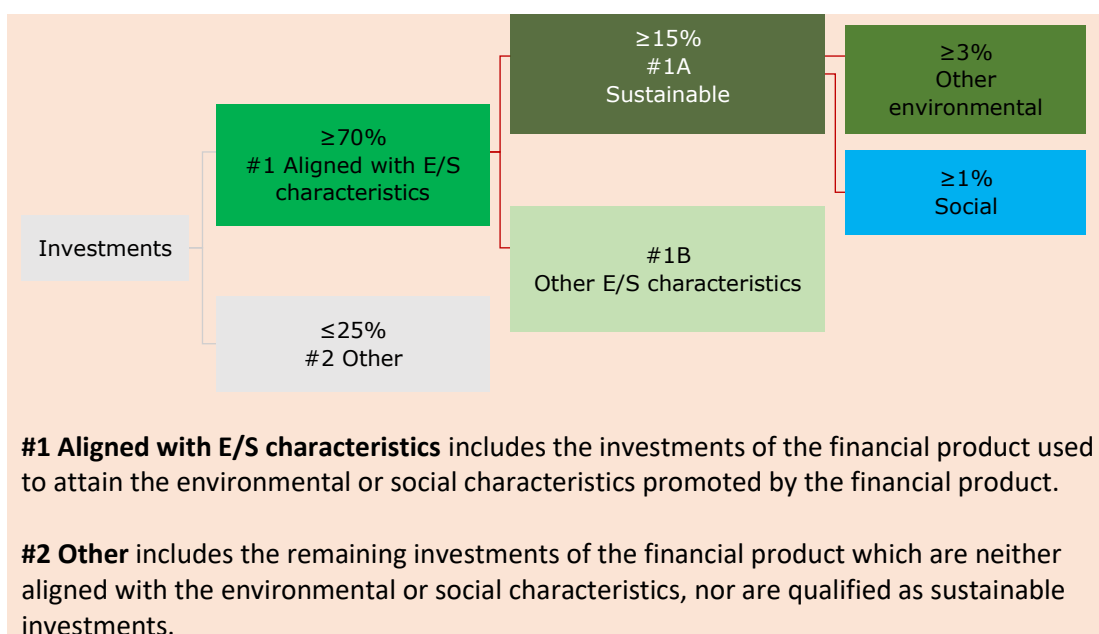 ≥15%
#1A
Sustainable
≥3%
Other
environmental
≥70%
#1 Aligned with E/S
characteristics
≥1%
Social
Investments
#1B
Other E/S characteristics
≤25%
#2 Other
#1 Aligned with E/S characteristics includes the investments of the financial product used
to attain the environmental or social characteristics promoted by the financial product.
#2 Other includes the remaining investments of the financial product which are neither
aligned with the environmental or social characteristics, nor are qualified as sustainable
investments.